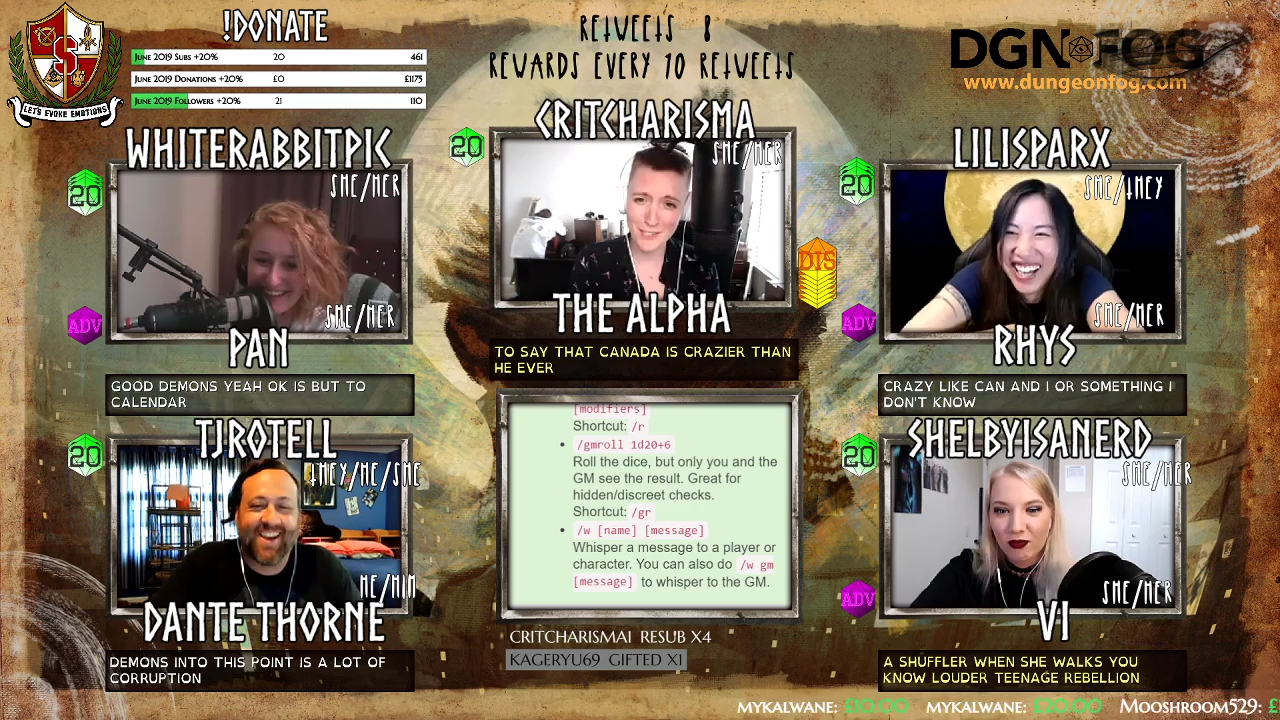 !DONATE
JUNE 2019 SUBS +20% 20 461
JUNE 2019 DONATIONS +20% £0 £1175
JUNE 2019 FOLLOWERS +20% 21 110
LET'S EVOKE EMOTIONS
RETWEETS 8
REWARDS EVERY 10 RETWEETS
DGN FOG
www.dungeonfog.com
WHITERABBITPIC
SHE/HER
20
ADV
SHE/HER
PAN
GOOD DEMONS YEAH OK IS BUT TO
CALENDAR
CRITCHARISMA
SHE/HER
20
DTS
THE ALPHA
TO SAY THAT CANADA IS CRAZIER THAN
HE EVER
LILISPARX
SHE/THEY
20
ADV
SHE/HER
RHYS
CRAZY LIKE CAN AND I OR SOMETHING I
DON'T KNOW
TJROTELL
THEY/HE/SHE
20
HE/HIM
DANTE THORNE
DEMONS INTO THIS POINT IS A LOT OF
CORRUPTION
[modifiers]
Shortcut: /r
• /gmroll 1d20+6
Roll the dice, but only you and the
GM see the result. Great for
hidden/discreet checks.
Shortcut: /gr
• /w [name] [message]
Whisper a message to a player or
character. You can also do /w gm
[message] to whisper to the GM.
CRITCHARISMA1 RESUB X4
KAGERYU69 GIFTED X1
SHELBYISANERD
SHE/HER
20
ADV
SHE/HER
VI
A SHUFFLER WHEN SHE WALKS YOU
KNOW LOUDER TEENAGE REBELLION
MYKALWANE: £10.00 MYKALWANE: £20.00 MOOSHROOM529: £